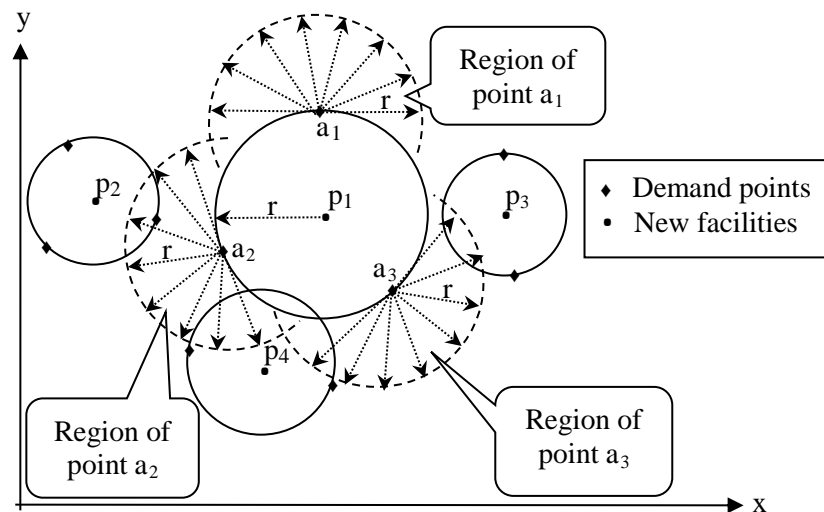 y
Region of
point a₁
r
a₁
p₂
p₁
p₃
r
Demand points
New facilities
a₂
r
a₃
r
p₄
Region of
point a₂
Region of
point a₃
x